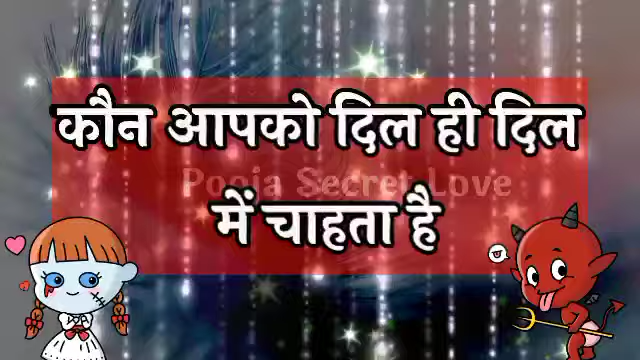 कौन आपको दिल ही दिल
Pooja Secret Love
में चाहता है